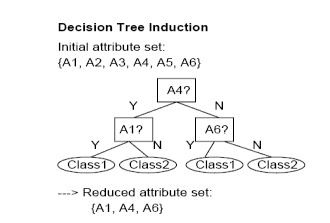 Decision Tree Induction
Initial attribute set:
{A1, A2, A3, A4, A5, A6}
A4?
Y N
A1? A6?
Y N Y N
Class1 Class2 Class1 Class2
---> Reduced attribute set:
{A1, A4, A6}